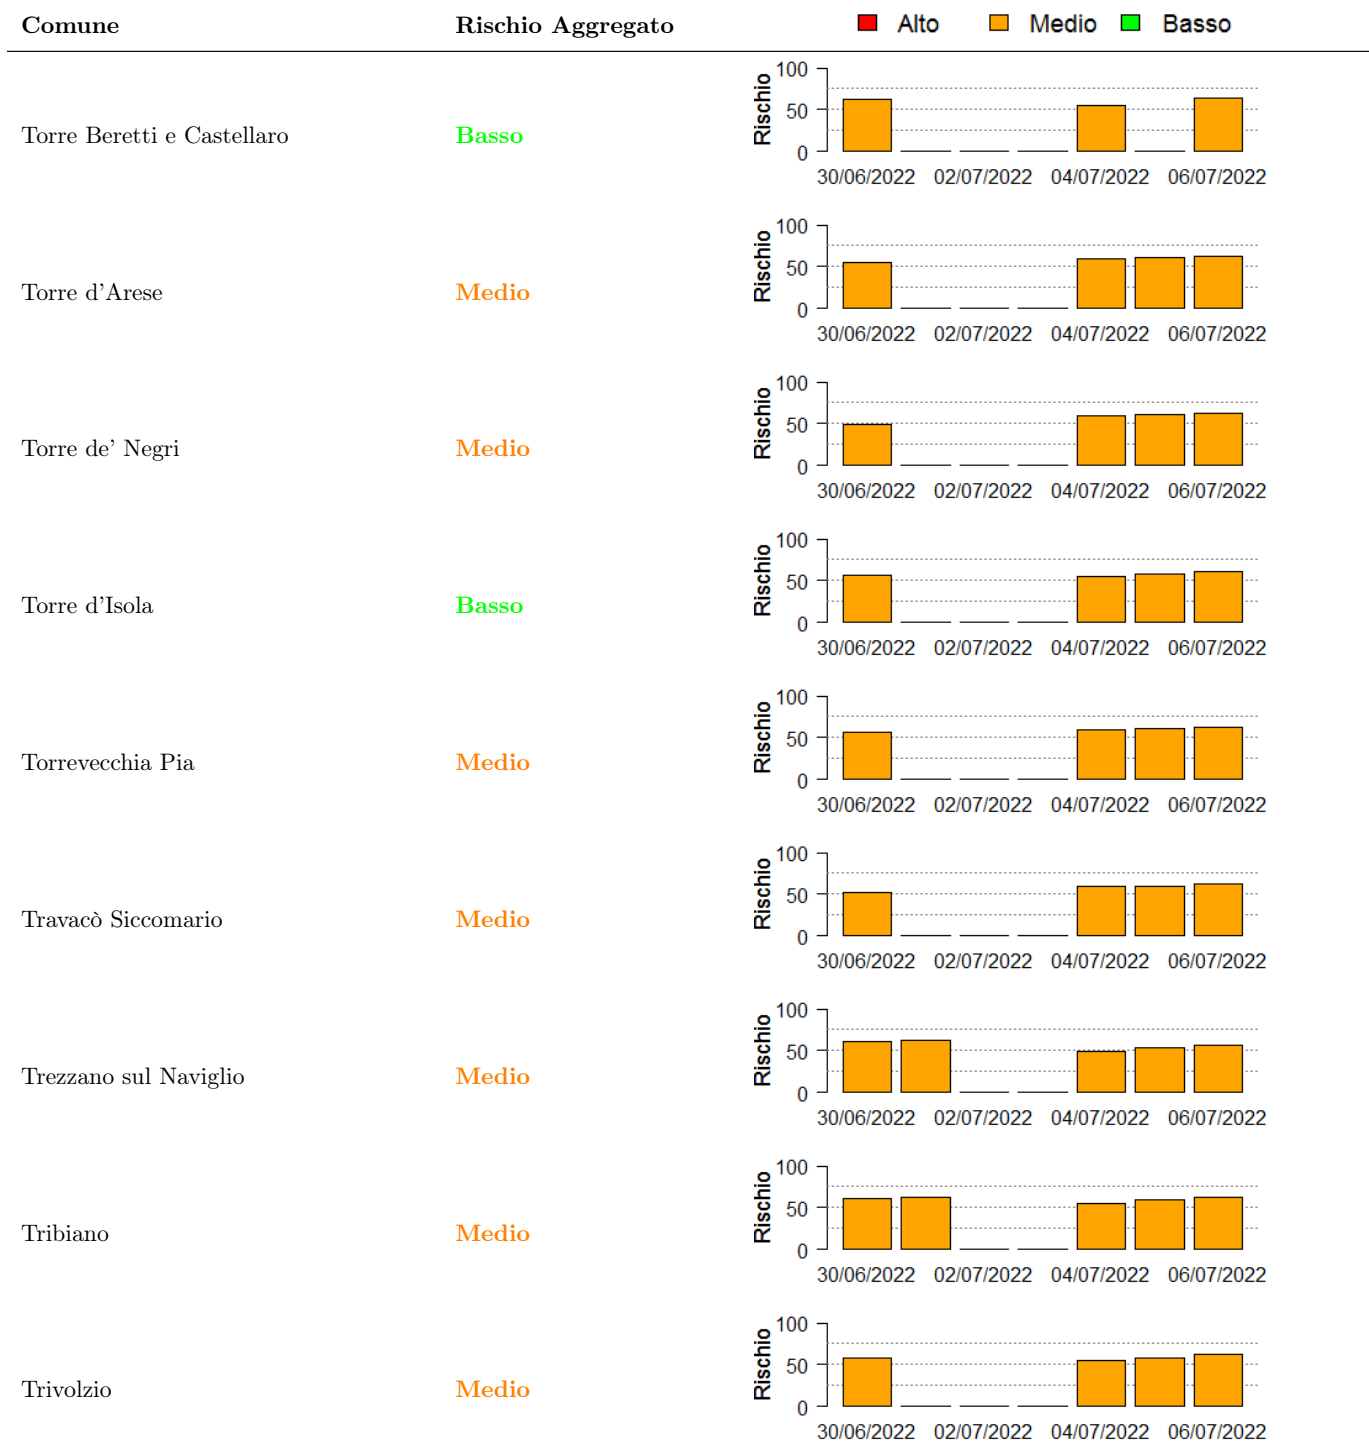 Comune Rischio Aggregato Alto Medio Basso
Torre Beretti e Castellaro Basso
Rischio
100
50
0
30/06/2022 02/07/2022 04/07/2022 06/07/2022
Torre d'Arese Medio
Rischio
100
50
0
30/06/2022 02/07/2022 04/07/2022 06/07/2022
Torre de' Negri Medio
Rischio
100
50
0
30/06/2022 02/07/2022 04/07/2022 06/07/2022
Torre d'Isola Basso
Rischio
100
50
0
30/06/2022 02/07/2022 04/07/2022 06/07/2022
Torrevecchia Pia Medio
Rischio
100
50
0
30/06/2022 02/07/2022 04/07/2022 06/07/2022
Travacò Siccomario Medio
Rischio
100
50
0
30/06/2022 02/07/2022 04/07/2022 06/07/2022
Trezzano sul Naviglio Medio
Rischio
100
50
0
30/06/2022 02/07/2022 04/07/2022 06/07/2022
Tribiano Medio
Rischio
100
50
0
30/06/2022 02/07/2022 04/07/2022 06/07/2022
Trivolzio Medio
Rischio
100
50
0
30/06/2022 02/07/2022 04/07/2022 06/07/2022